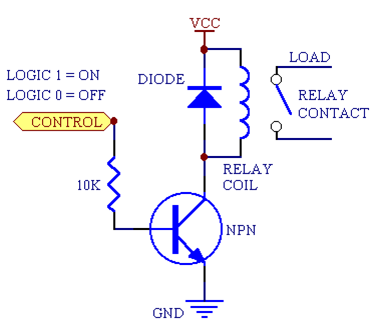 VCC
LOAD
DIODE
LOGIC 1 = ON
LOGIC 0 = OFF
RELAY
CONTACT
CONTROL
RELAY
COIL
10K
NPN
GND